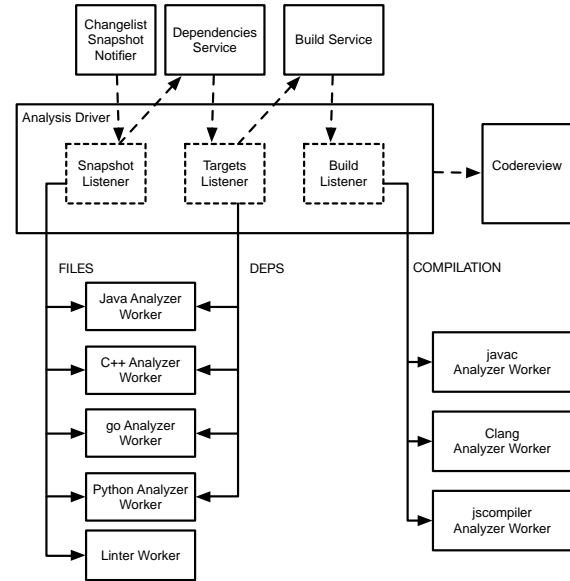 Changelist
Snapshot
Notifier
Dependencies
Service
Build Service
Analysis Driver
Snapshot
Listener
Targets
Listener
Build
Listener
Codereview
FILES
DEPS
COMPILATION
Java Analyzer
Worker
C++ Analyzer
Worker
go Analyzer
Worker
Python Analyzer
Worker
Linter Worker
javac
Analyzer Worker
Clang
Analyzer Worker
jscompiler
Analyzer Worker